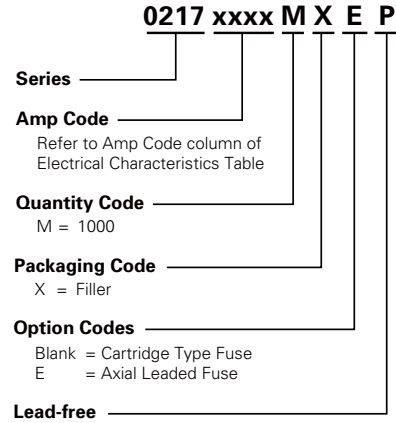 0217 xxxx M X E P
Series
Amp Code
Refer to Amp Code column of
Electrical Characteristics Table
Quantity Code
M = 1000
Packaging Code
X = Filler
Option Codes
Blank = Cartridge Type Fuse
E = Axial Leaded Fuse
Lead-free